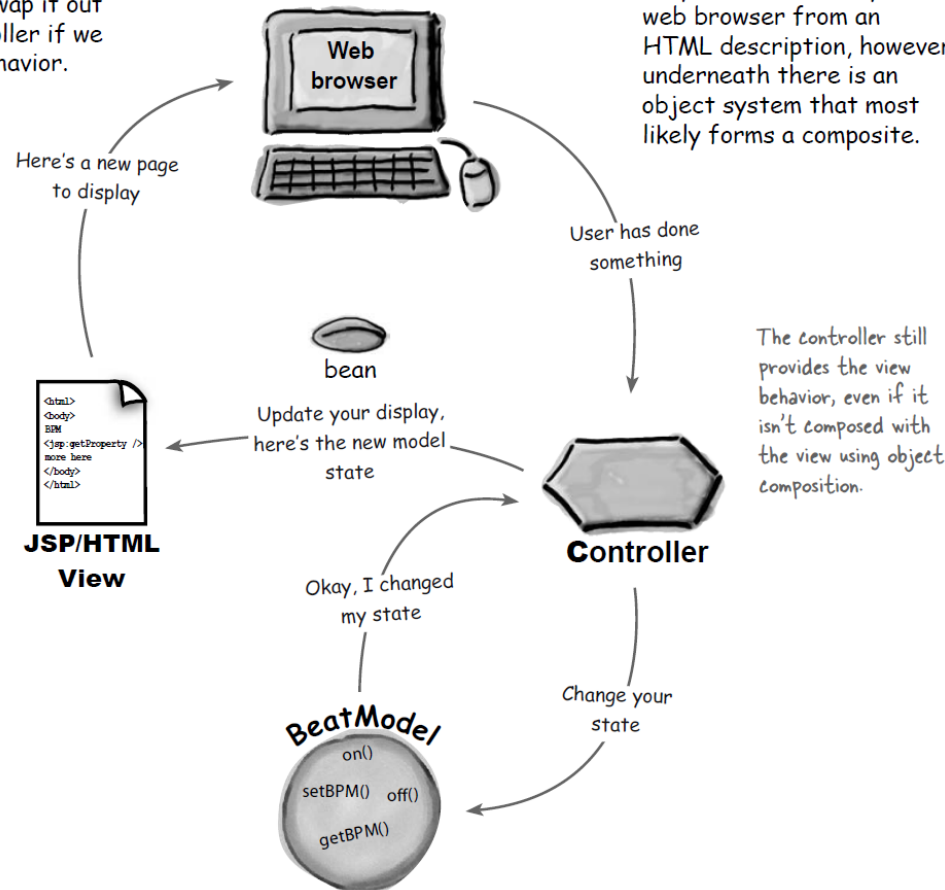 wap it out
oller if we
havior.
web browser from an
HTML description, however
underneath there is an
object system that most
likely forms a composite.
Web
browser
Here's a new page
to display
User has done
something
bean
The controller still
provides the view
behavior, even if it
isn't composed with
the view using object
composition.
Update your display,
here's the new model
state
<html>
<body>
BPM
<jsp:getProperty />
more here
</body>
</html>
JSP/HTML
View
Controller
Okay, I changed
my state
Change your
state
BeatModel
on()
setBPM() off()
getBPM()